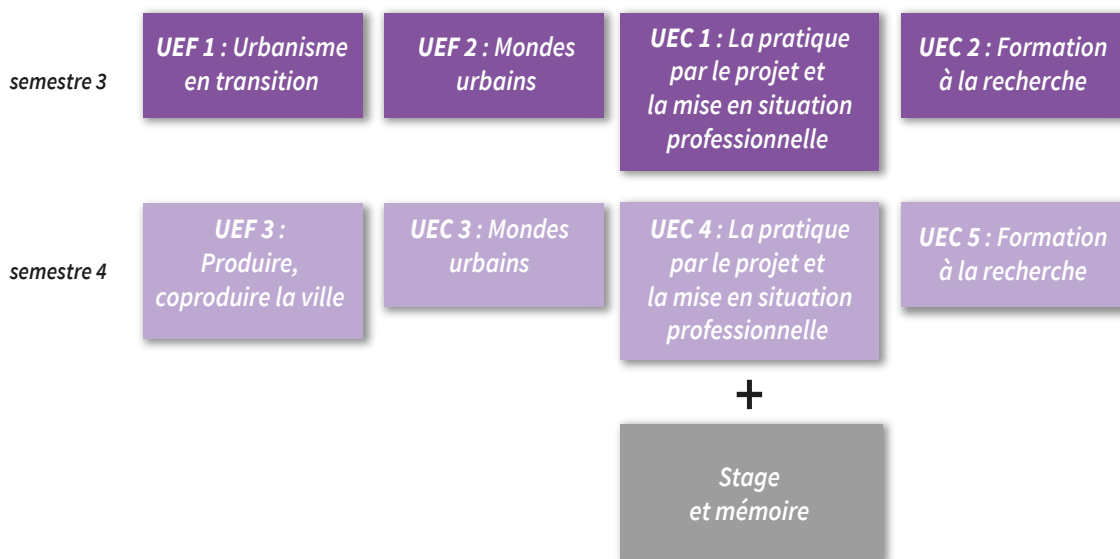 semestre 3
UEF 1 : Urbanisme
en transition
UEF 2 : Mondes
urbains
UEC 1 : La pratique
par le projet et
la mise en situation
professionnelle
UEC 2 : Formation
à la recherche
semestre 4
UEF 3 :
Produire,
coproduire la ville
UEC 3 : Mondes
urbains
UEC 4 : La pratique
par le projet et
la mise en situation
professionnelle
UEC 5 : Formation
à la recherche
+
Stage
et mémoire